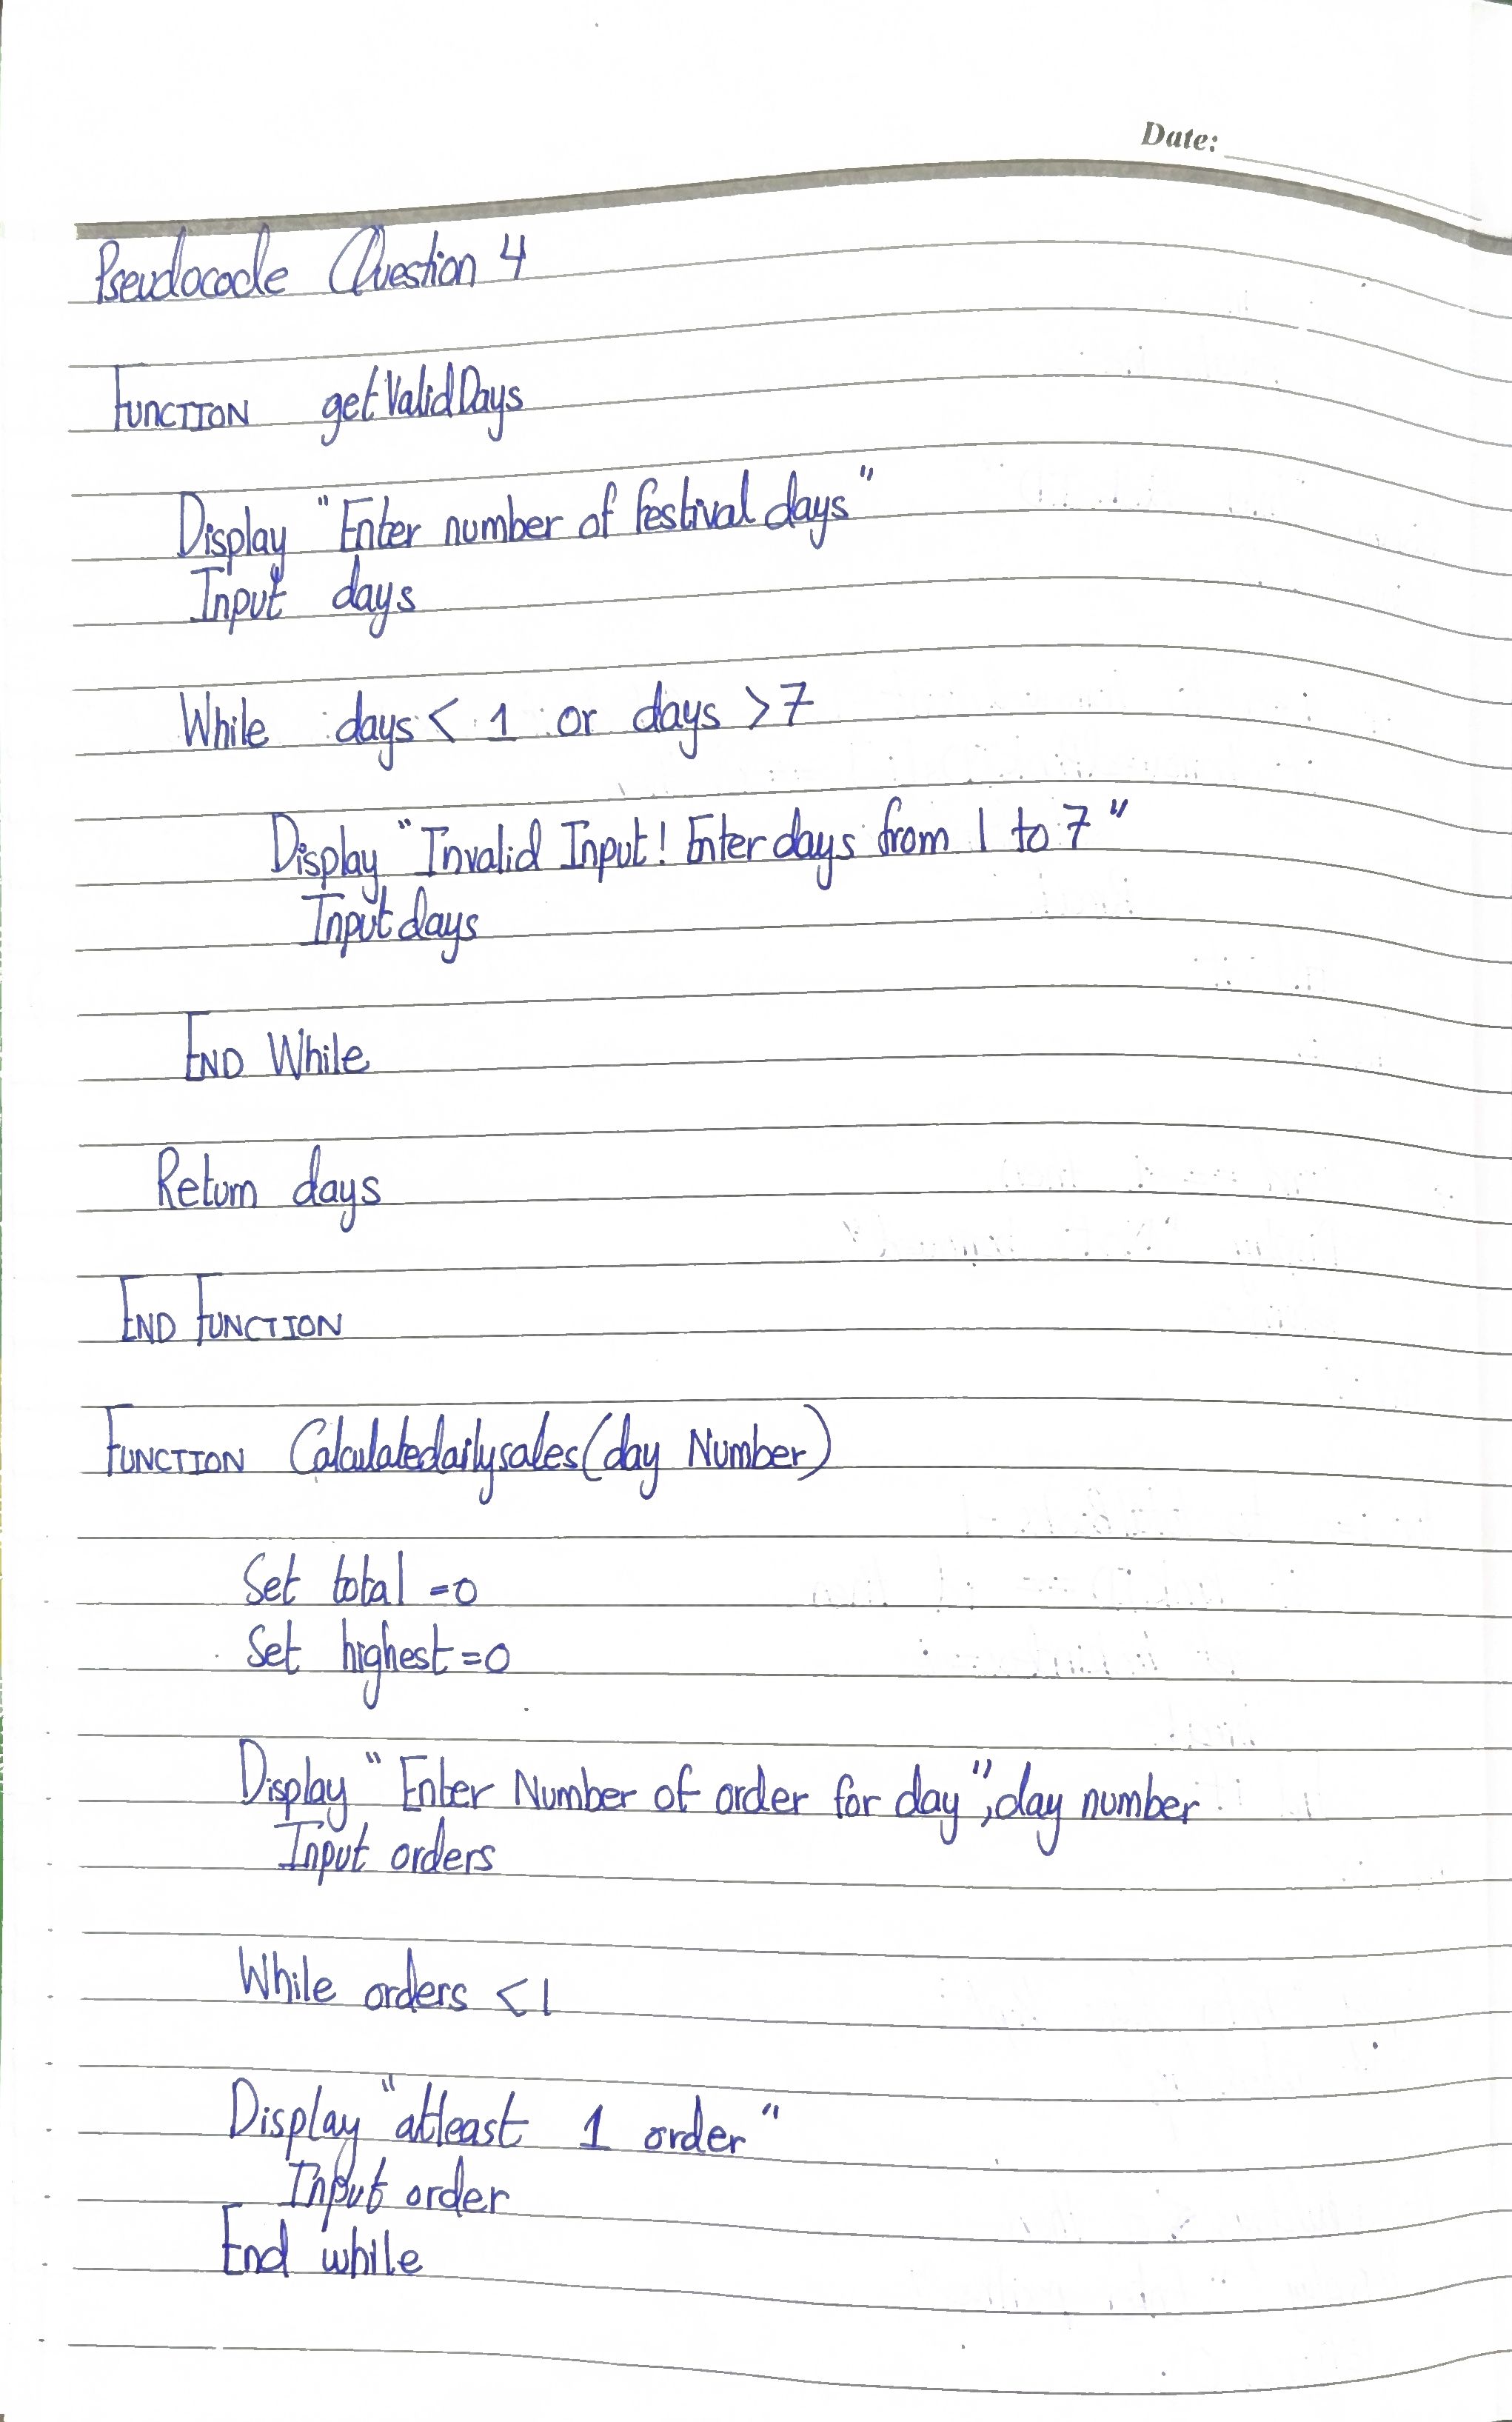 Date:
Pseudocode Question 4
FUNCTION getValidDays
Display "Enter number of festival days"
Input days
While days < 1 or days > 7
Display "Invalid Input! Enter days from 1 to 7"
Input days
END While
Return days
END FUNCTION
FUNCTION Calculatedailysales(day Number)
Set total =0
Set highest =0
Display "Enter Number of order for day", day number
Input orders
While orders <1
Display "atleast 1 order"
Input order
End while